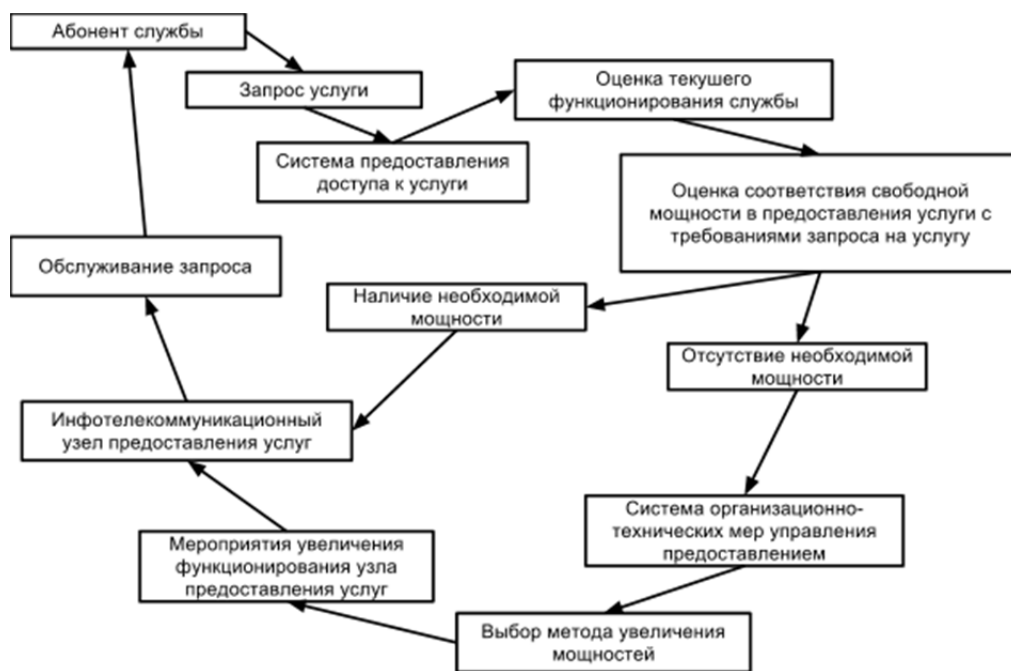 Абонент службы
Запрос услуги
Оценка текушего
функционирования службы
Система предоставления
доступа к услуги
Оценка соответствия свободной
мощности в предоставления услуги с
требованиями запроса на услугу
Обслуживание запроса
Наличие необходимой
мощности
Отсутствие необходимой
мощности
Инфотелекоммуникационный
узел предоставления услуг
Система организационно-
технических мер управления
предоставлением
Мероприятия увеличения
функционирования узла
предоставления услуг
Выбор метода увеличения
мощностей